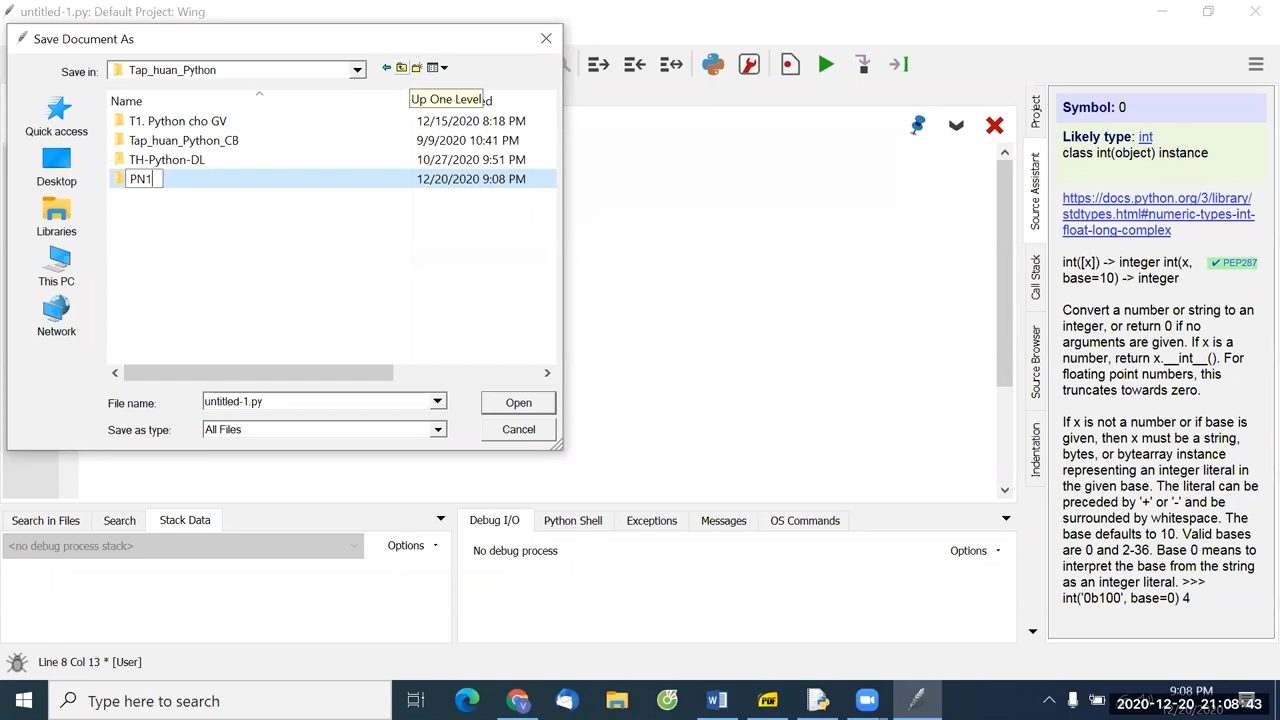 untitled-1.py: Default Project: Wing
Save Document As
Save in:
Tap_huan_Python
Name
Up One Level
ed
T1. Python cho GV
12/15/2020 8:18 PM
Tap_huan_Python_CB
9/9/2020 10:41 PM
TH-Python-DL
10/27/2020 9:51 PM
PN1
12/20/2020 9:08 PM
Quick access
Desktop
Libraries
This PC
Network
File name:
untitled-1.py
Open
Save as type:
All Files
Cancel
Project
Source Assistant
Call Stack
Source Browser
Indentation
Symbol: 0
Likely type: int
class int(object) instance
https://docs.python.org/3/library/
stdtypes.html#numeric-types-int-
float-long-complex
int([x]) -> integer int(x,
base=10) -> integer
✓ PEP287
Convert a number or string to an
integer, or return 0 if no
arguments are given. If x is a
number, return x.__int__(). For
floating point numbers, this
truncates towards zero.
If x is not a number or if base is
given, then x must be a string,
bytes, or bytearray instance
representing an integer literal in
the given base. The literal can be
preceded by '+' or '-' and be
surrounded by whitespace. The
base defaults to 10. Valid bases
are 0 and 2-36. Base 0 means to
interpret the base from the string
as an integer literal. >>>
int('0b100', base=0) 4
Search in Files
Search
Stack Data
<no debug process stack>
Options
Debug I/O
Python Shell
Exceptions
Messages
OS Commands
No debug process
Options
Line 8 Col 13 * [User]
Type here to search
9:08 PM
2020-12-20 21:08:43
12/20/2020